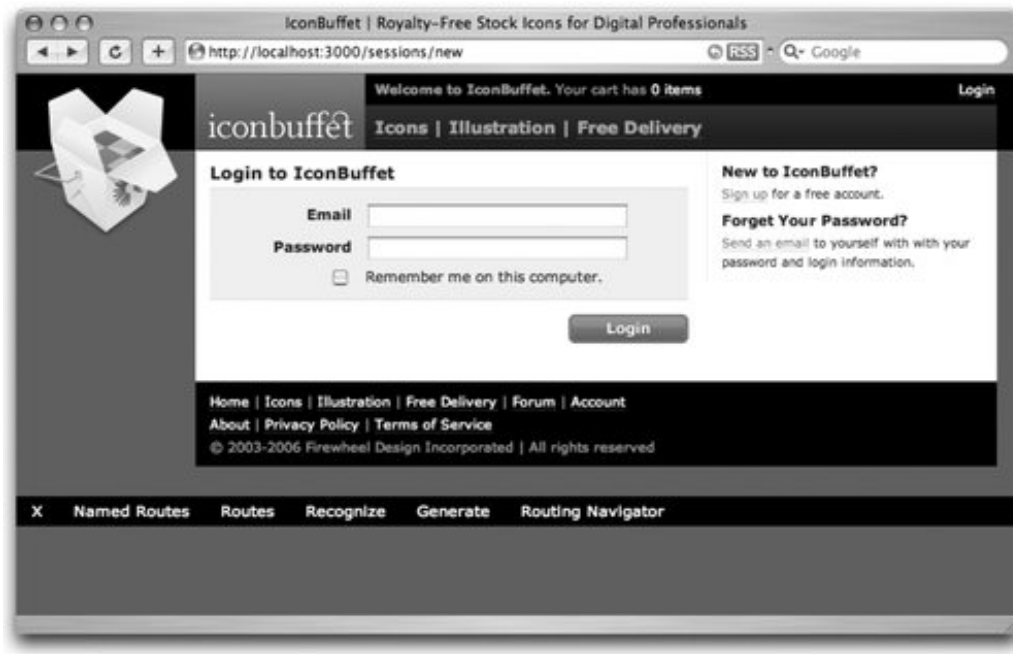 IconBuffet | Royalty-Free Stock Icons for Digital Professionals
http://localhost:3000/sessions/new
RSS
Google
Welcome to IconBuffet. Your cart has 0 items
Login
iconbuffet
Icons | Illustration | Free Delivery
Login to IconBuffet
Email
Password
Remember me on this computer.
Login
New to IconBuffet?
Sign up for a free account.
Forget Your Password?
Send an email to yourself with with your
password and login information.
Home | Icons | Illustration | Free Delivery | Forum | Account
About | Privacy Policy | Terms of Service
© 2003-2006 Firewheel Design Incorporated | All rights reserved
X Named Routes Routes Recognize Generate Routing Navigator